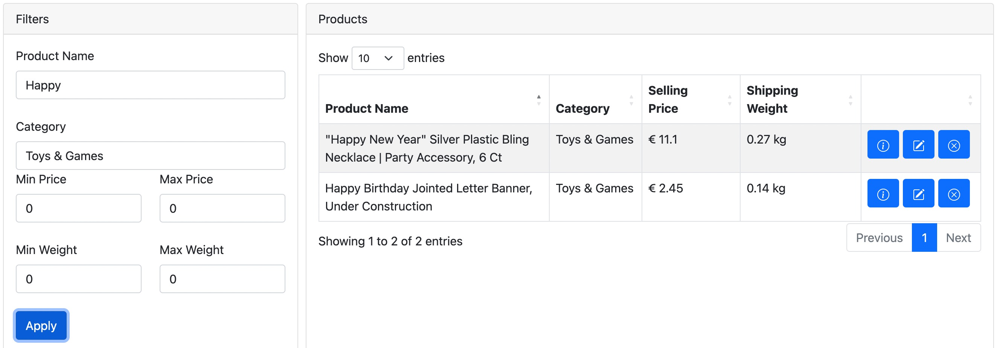 Filters
Product Name
Happy
Category
Toys & Games
Min Price Max Price
0 0
Min Weight Max Weight
0 0
Apply
Products
Show 10 entries
Product Name Category Selling Price Shipping Weight
"Happy New Year" Silver Plastic Bling Toys & Games € 11.1 0.27 kg
Necklace | Party Accessory, 6 Ct
Happy Birthday Jointed Letter Banner, Toys & Games € 2.45 0.14 kg
Under Construction
Showing 1 to 2 of 2 entries
Previous 1 Next